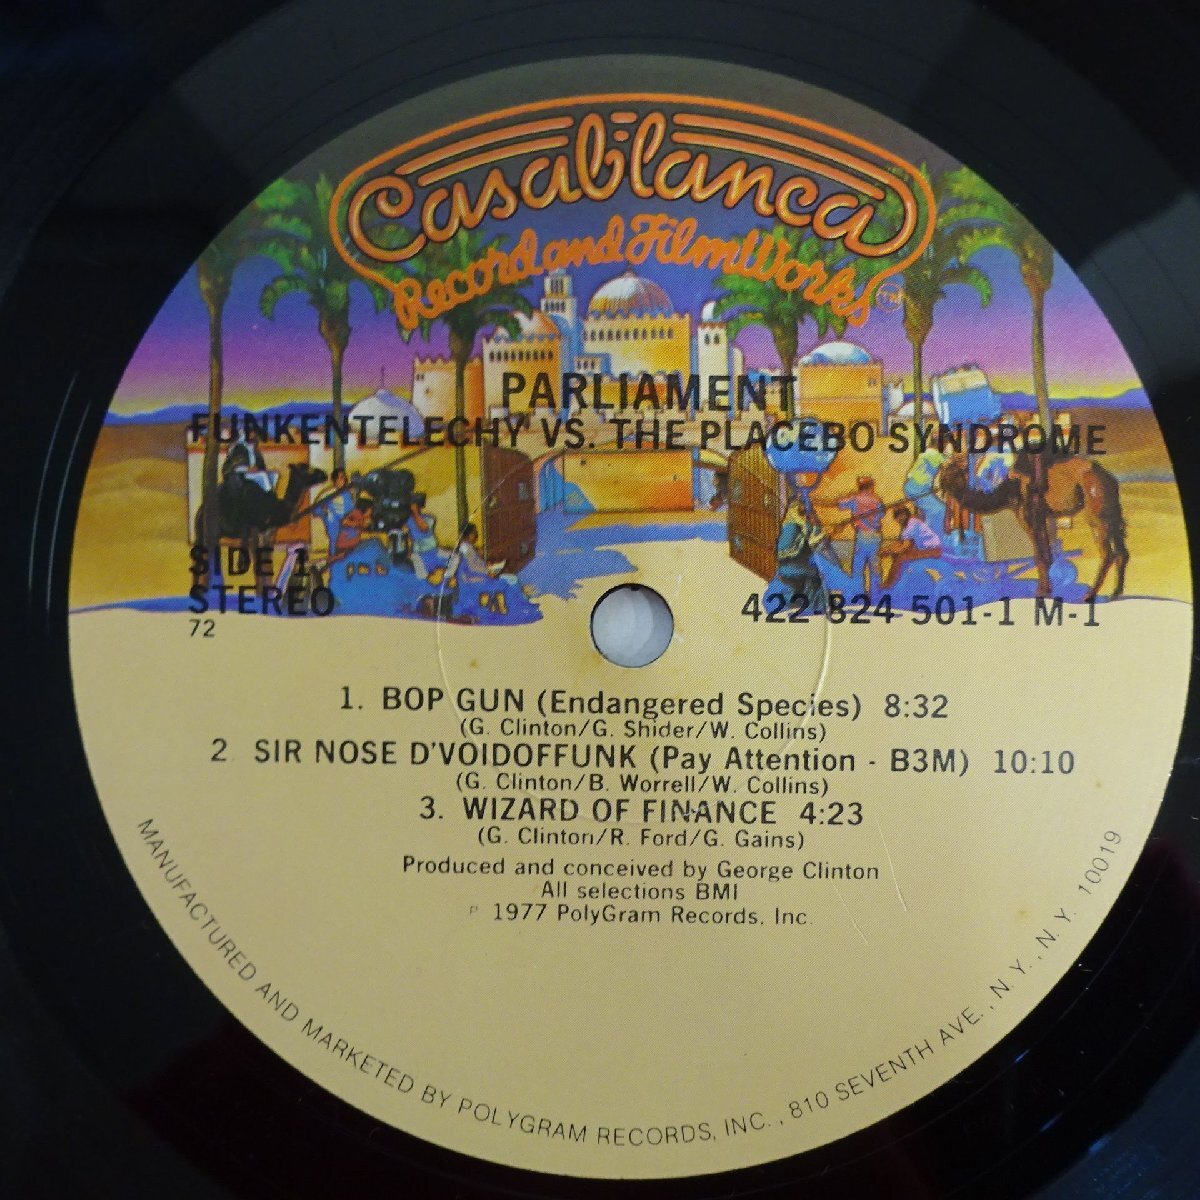 Casablanca
Record and FilmWorks
TM
PARLIAMENT
FUNKENTELECHY VS. THE PLACEBO SYNDROME
SIDE 1
STEREO
72
422-824 501-1 M-1
1. BOP GUN (Endangered Species) 8:32
(G. Clinton/G. Shider/W. Collins)
2 SIR NOSE D'VOIDOFFUNK (Pay Attention - B3M) 10:10
(G. Clinton/B. Worrell/W. Collins)
3. WIZARD OF FINANCE 4:23
(G. Clinton/R. Ford/G. Gains)
Produced and conceived by George Clinton
All selections BMI
℗ 1977 PolyGram Records, Inc.
MANUFACTURED AND MARKETED BY POLYGRAM RECORDS, INC., 810 SEVENTH AVE., N.Y., N.Y. 10019